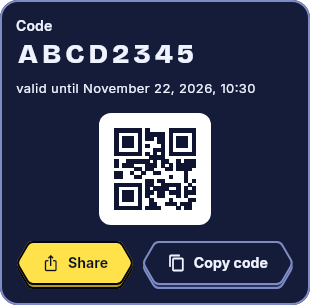 Code
ABCD2345
valid until November 22, 2026, 10:30
Share
Copy code